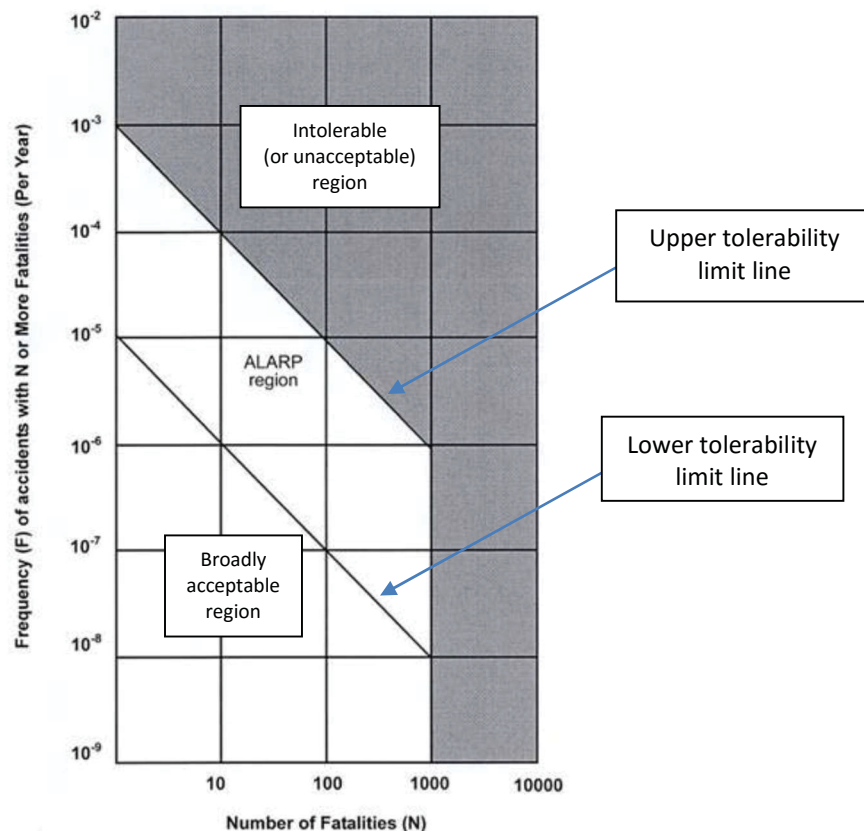 10-2
10-3
10-4
10-5
10-6
10-7
10-8
10-9
Frequency (F) of accidents with N or More Fatalities (Per Year)
Intolerable
(or unacceptable)
region
Upper tolerability
limit line
ALARP
region
Lower tolerability
limit line
Broadly
acceptable
region
10 100 1000 10000
Number of Fatalities (N)